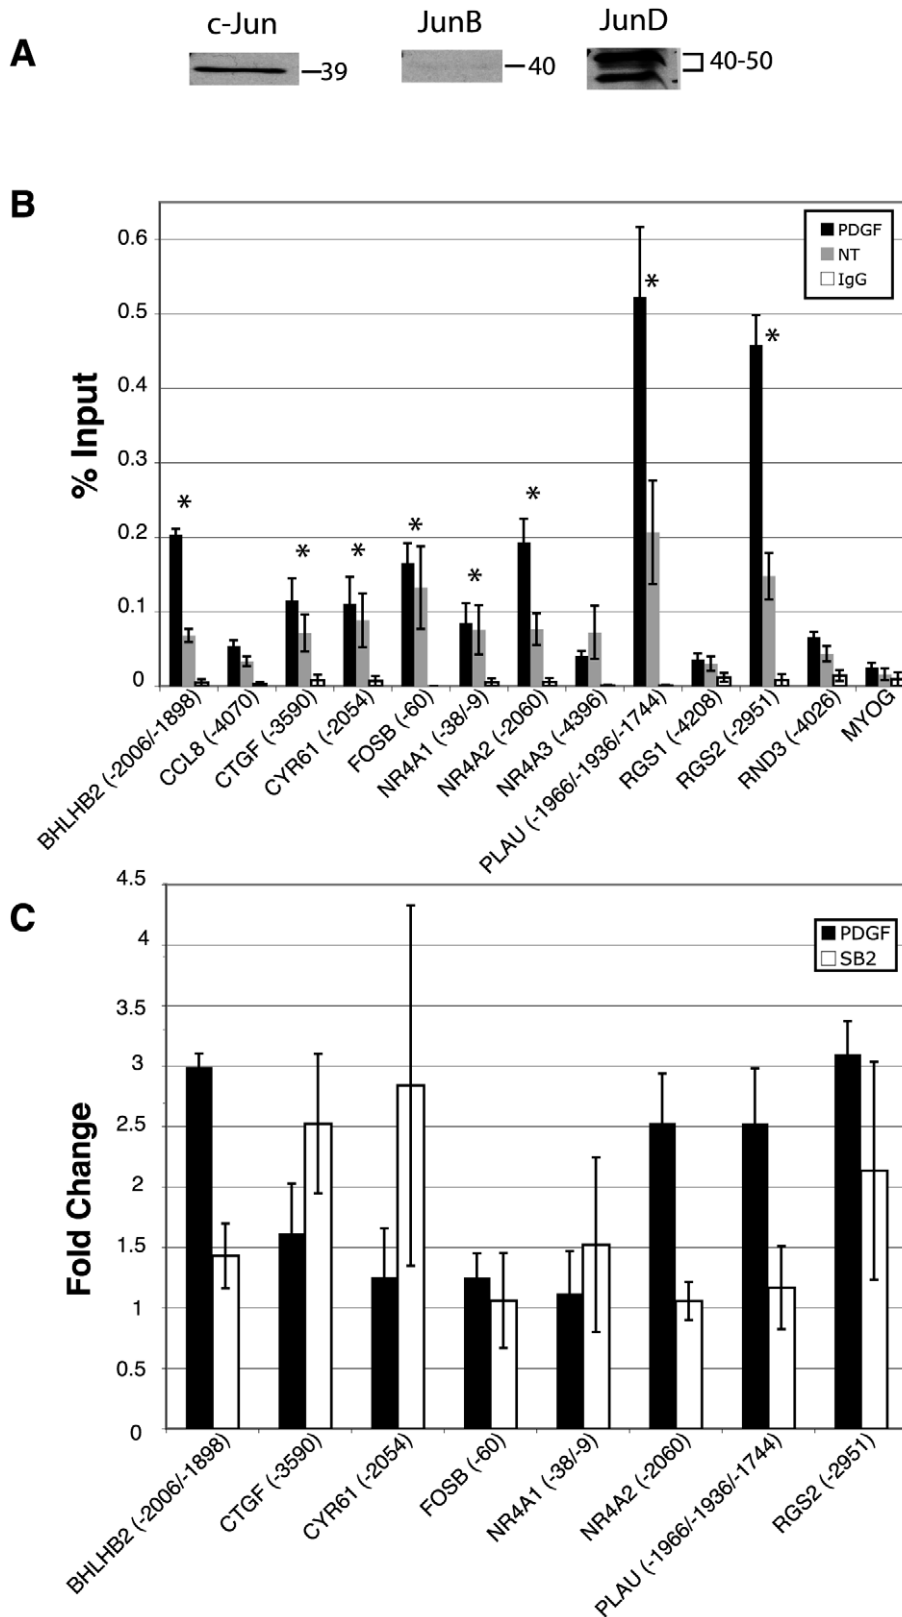 A
c-Jun
JunB
JunD
39
40
40-50
B
% Input
0.6
0.5
0.4
0.3
0.2
0.1
0
PDGF
NT
IgG
*
*
*
*
*
*
*
*
BHLHB2 (-2006/-1898)
CCL8 (-4070)
CTGF (-3590)
CYR61 (-2054)
FOSB (-60)
NR4A1 (-38/-9)
NR4A2 (-2060)
NR4A3 (-4396)
PLAU (-1966/-1936/-1744)
RGS1 (-4208)
RGS2 (-2951)
RND3 (-4026)
MYOG
C
Fold Change
4.5
4
3.5
3
2.5
2
1.5
1
0.5
0
PDGF
SB2
BHLHB2 (-2006/-1898)
CTGF (-3590)
CYR61 (-2054)
FOSB (-60)
NR4A1 (-38/-9)
NR4A2 (-2060)
PLAU (-1966/-1936/-1744)
RGS2 (-2951)